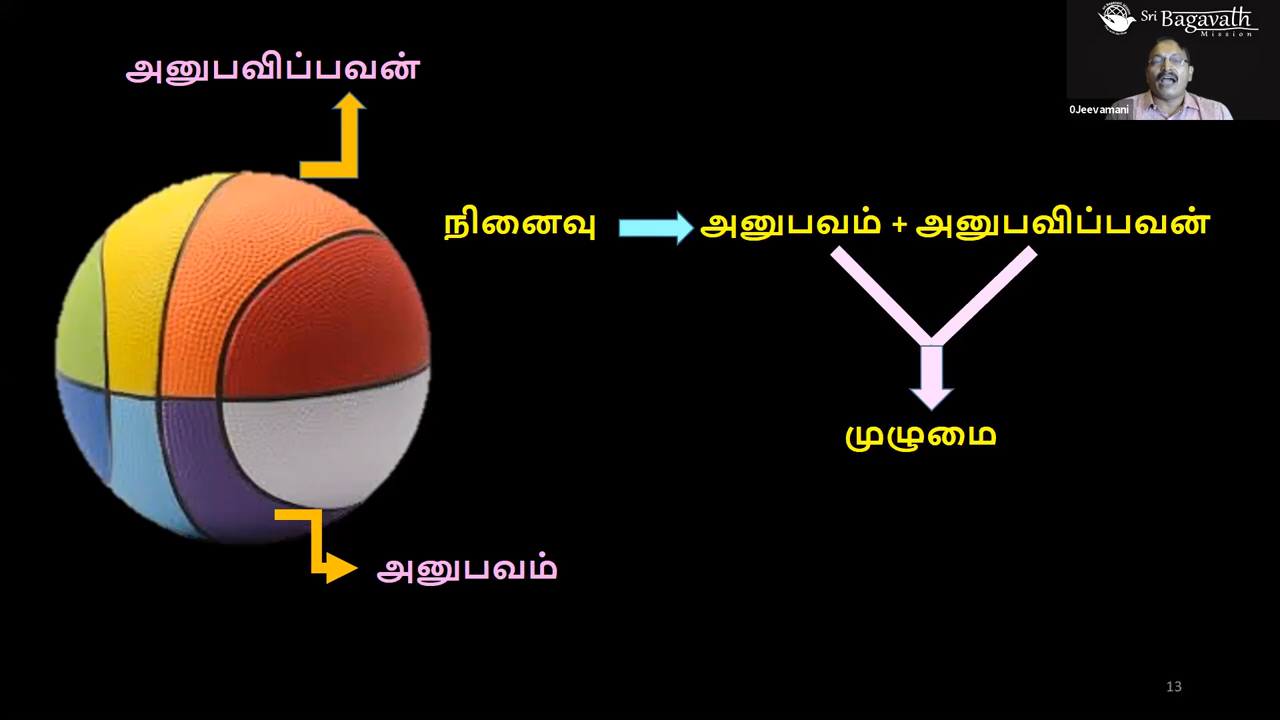 Sri Bagavath
Mission
0Jeevamani
அனுபவிப்பவன்
நினைவு அனுபவம் + அனுபவிப்பவன்
முழுமை
அனுபவம்
13